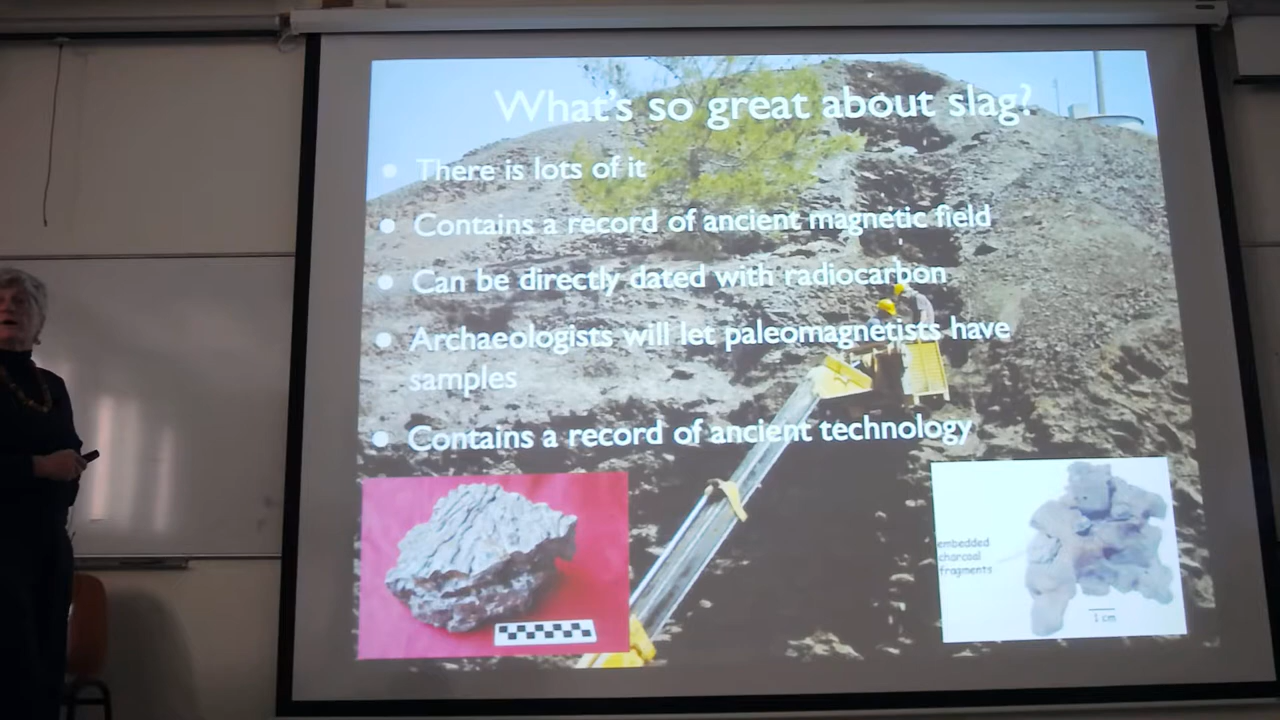 What's so great about slag?
• There is lots of it
• Contains a record of ancient magnetic field
• Can be directly dated with radiocarbon
• Archaeologists will let paleomagnetists have
samples
• Contains a record of ancient technology
embedded
charcoal
fragments
1 cm